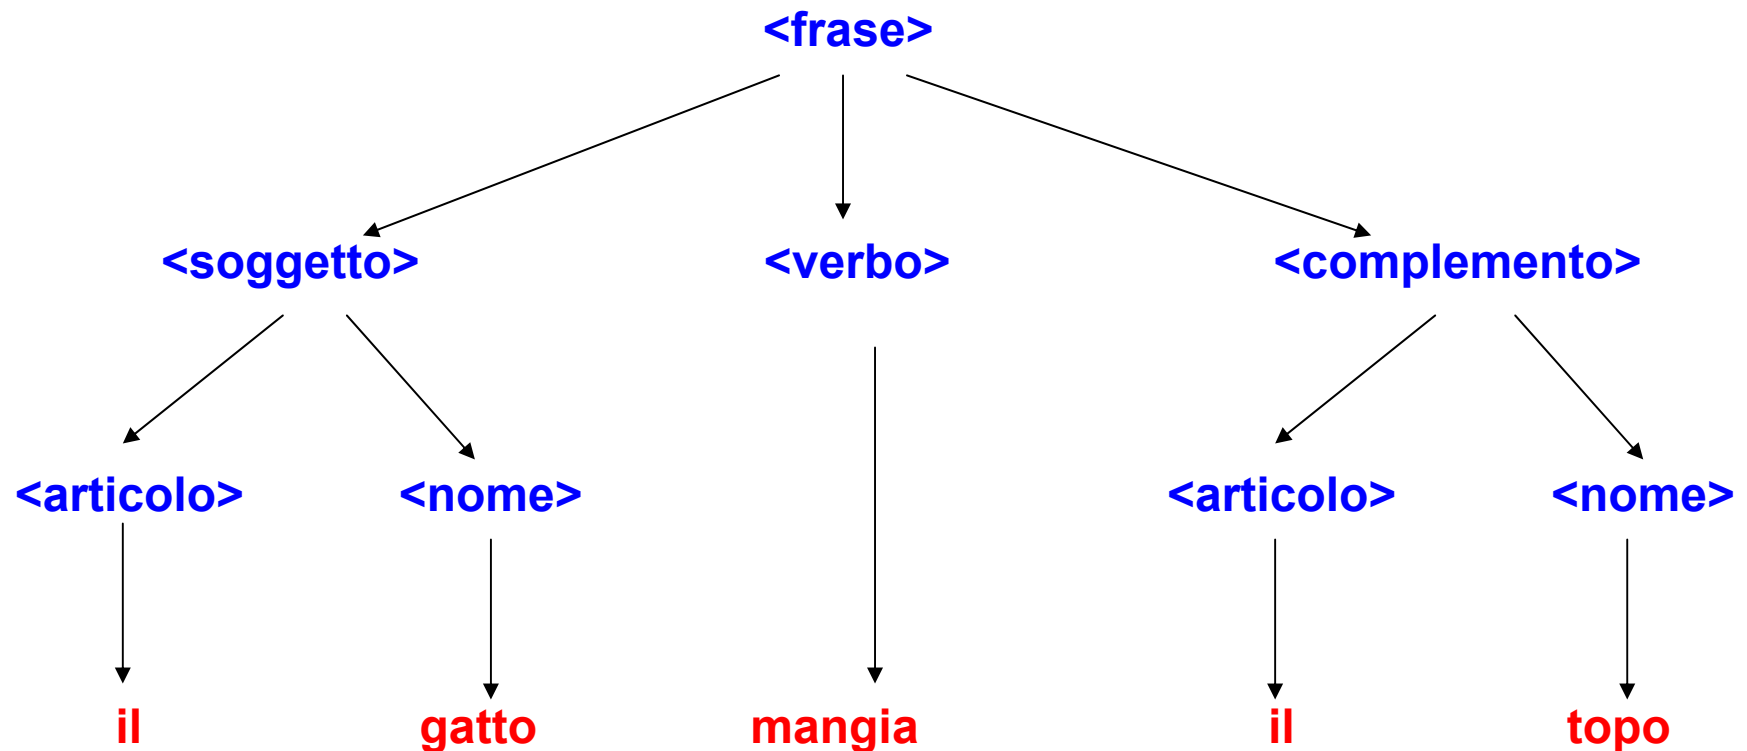 <frase>
<soggetto> <verbo> <complemento>
<articolo> <nome> <articolo> <nome>
il gatto mangia il topo